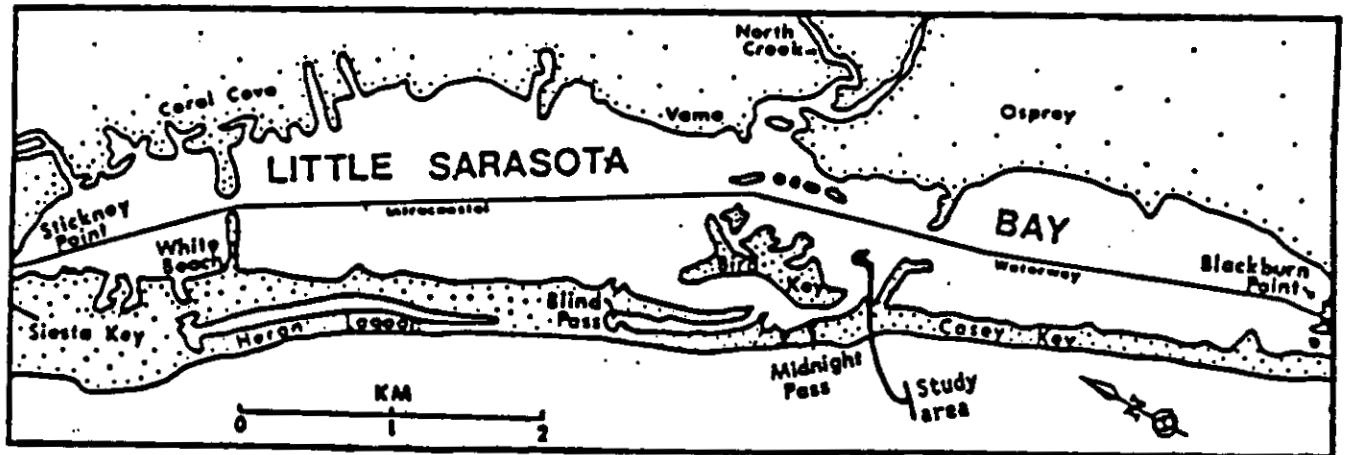 North
Creek
Coral Cove
Vamo
Osprey
LITTLE SARASOTA
BAY
Stickney
Point
Intracoastal
White
Beach
Bird
Key
Waterway
Blackburn
Point
Siesta Key
Heron Lagoon
Blind
Pass
Casey Key
Midnight
Pass
Study
area
KM
0 1 2
N